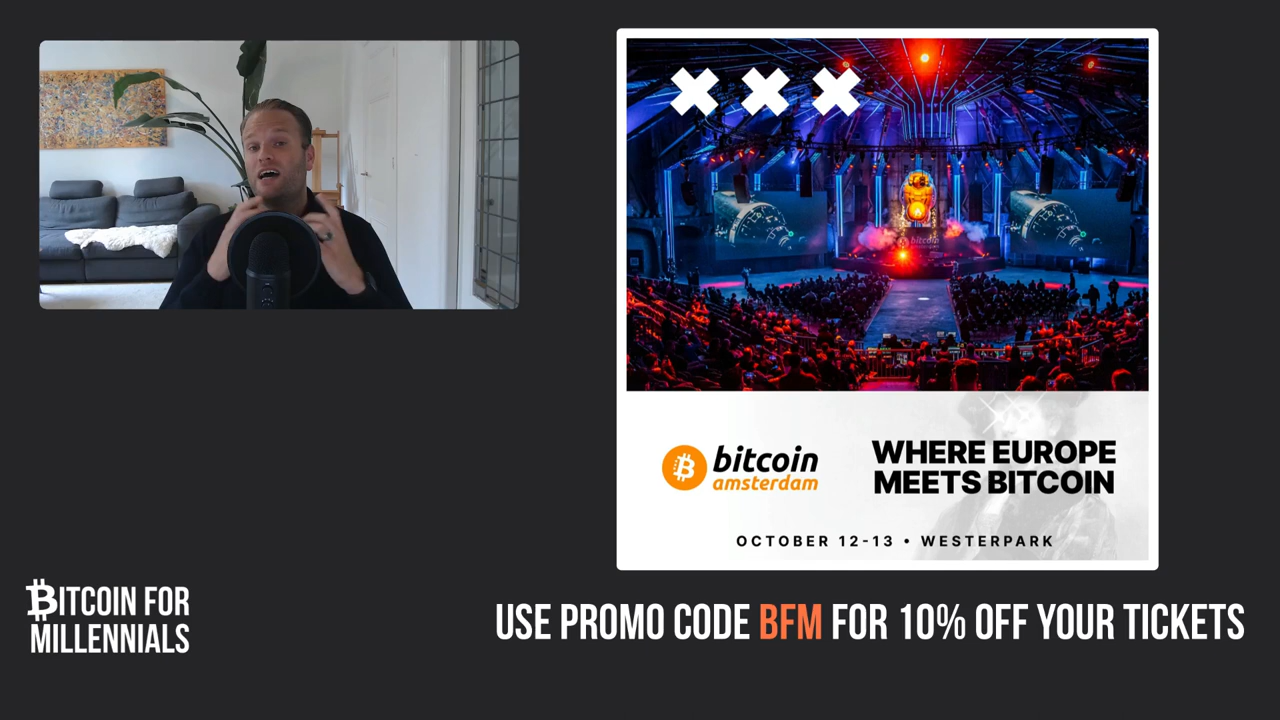 bitcoin
bitcoin
amsterdam
WHERE EUROPE
MEETS BITCOIN
OCTOBER 12-13 • WESTERPARK
BITCOIN FOR
MILLENNIALS
USE PROMO CODE BFM FOR 10% OFF YOUR TICKETS